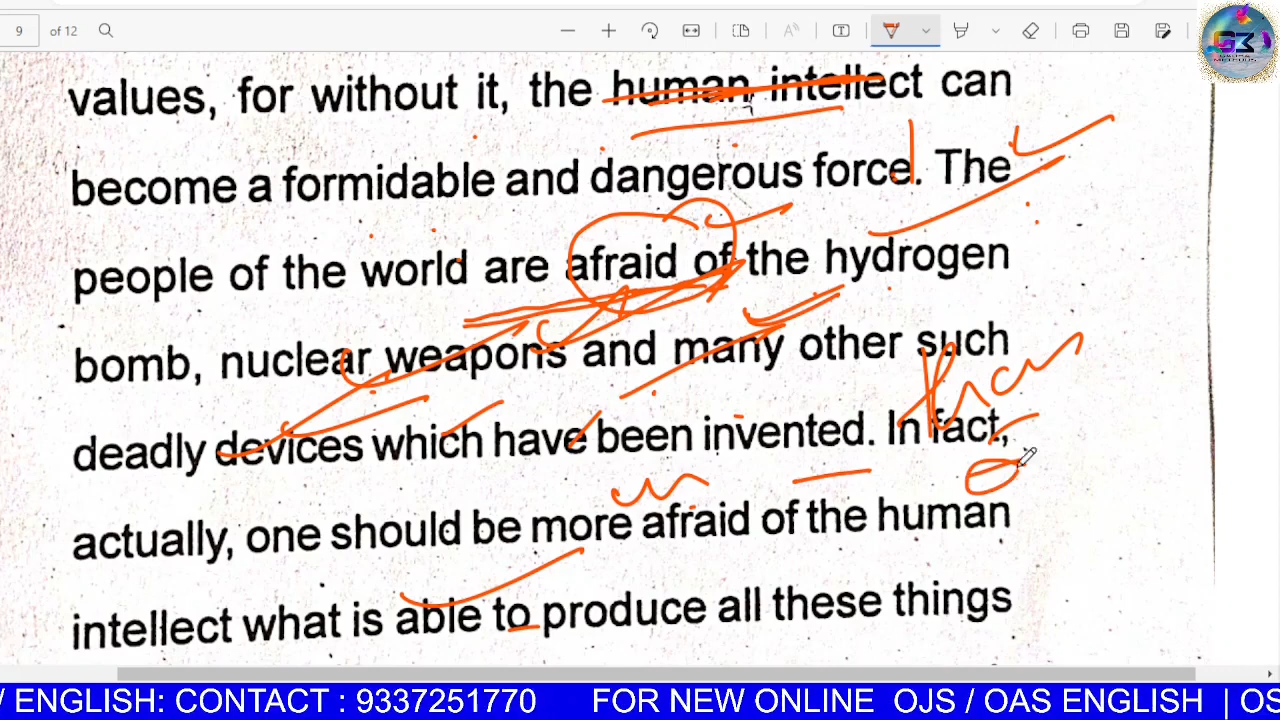 9 of 12
values, for without it, the human intellect can
become a formidable and dangerous force. The
people of the world are afraid of the hydrogen
bomb, nuclear weapons and many other such
deadly devices which have been invented. In fact,
actually, one should be more afraid of the human
intellect what is able to produce all these things
/ ENGLISH: CONTACT : 9337251770 FOR NEW ONLINE OJS / OAS ENGLISH | OS